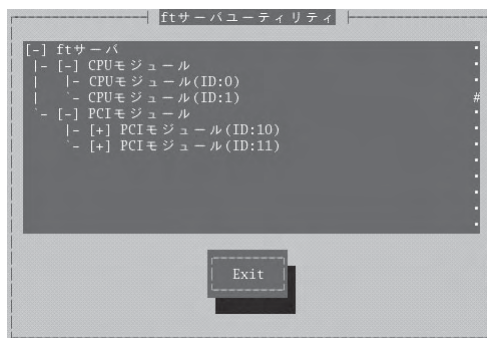 ftサーバユーティリティ
[-] ftサーバ
|- [-] CPUモジュール
|  |- CPUモジュール(ID:0)
|  `- CPUモジュール(ID:1)
`- [-] PCIモジュール
   |- [+] PCIモジュール(ID:10)
   `- [+] PCIモジュール(ID:11)
#
Exit